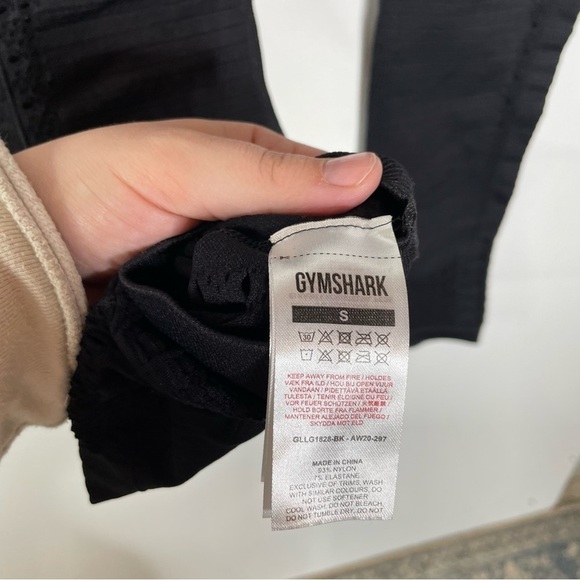 GYMSHARK
S
30
KEEP AWAY FROM FIRE / HOLDES
VÆK FRA ILD / HOU BIJ OPEN VUUR
VANDAAN / PIDETTÄVÄ ETÄÄLLÄ
TULESTA / TENIR ÉLOIGNÉ DU FEU /
VOR FEUER SCHÜTZEN /
HOLD BORTE FRA FLAMMER /
MANTENER ALEJADO DEL FUEGO /
SKYDDA MOT ELD
GLLG1828-BK - AW20-297
MADE IN CHINA
93% NYLON
7% ELASTANE
EXCLUSIVE OF TRIMS, WASH
WITH SIMILAR COLOURS, DO
NOT USE SOFTENER
COOL WASH, DO NOT BLEACH,
DO NOT TUMBLE DRY, DO NOT